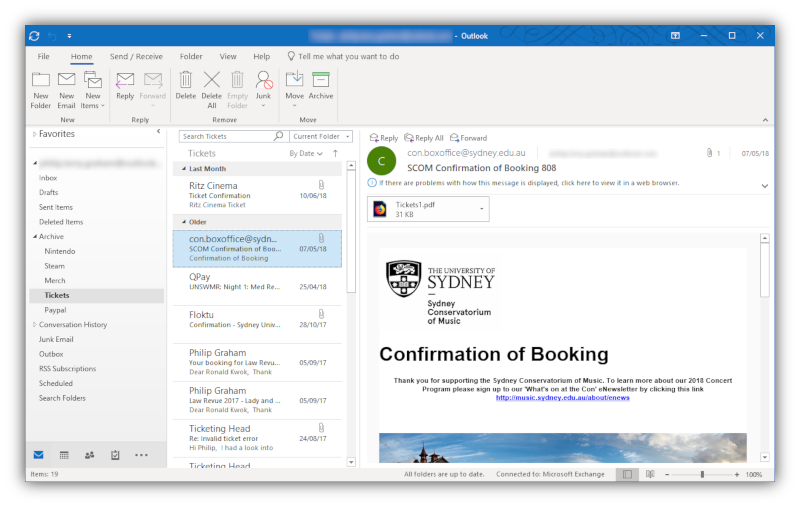 - Outlook
File Home Send / Receive Folder View Help Tell me what you want to do
New Folder
New Email
New Items
Reply
Forward
Delete
Delete All
Empty Folder
Junk
Move
Archive
New Reply Remove Move
Favorites
Inbox
Drafts
Sent Items
Deleted Items
Archive
Nintendo
Steam
Merch
Tickets
Paypal
Conversation History
Junk Email
Outbox
RSS Subscriptions
Scheduled
Search Folders
Search Tickets Current Folder
Tickets By Date
Last Month
Ritz Cinema
Ticket Confirmation 10/06/18
Ritz Cinema Ticket
Older
con.boxoffice@sydn...
SCOM Confirmation of Boo... 07/05/18
Confirmation of Booking
QPay
UNSWMR: Night 1: Med Re... 25/04/18
Floktu
Confirmation - Sydney Univ... 28/10/17
Philip Graham
Your booking for Law Revu... 05/09/17
Dear Ronald Kwok, Thank
Philip Graham
Law Revue 2017 - Lady and ... 05/09/17
Dear Ronald Kwok, Thank
Ticketing Head
Re: Invalid ticket error 24/08/17
Hi Philip, I had a look into
Ticketing Head
Reply Reply All Forward
C
con.boxoffice@sydney.edu.au 1 07/05/18
SCOM Confirmation of Booking 808
If there are problems with how this message is displayed, click here to view it in a web browser.
Tickets1.pdf
31 KB
THE UNIVERSITY OF
SYDNEY
Sydney
Conservatorium
of Music
Confirmation of Booking
Thank you for supporting the Sydney Conservatorium of Music. To learn more about our 2018 Concert
Program please sign up to our 'What's on at the Con' eNewsletter by clicking this link
http://music.sydney.edu.au/about/enews
Items: 19 All folders are up to date. Connected to: Microsoft Exchange 100%